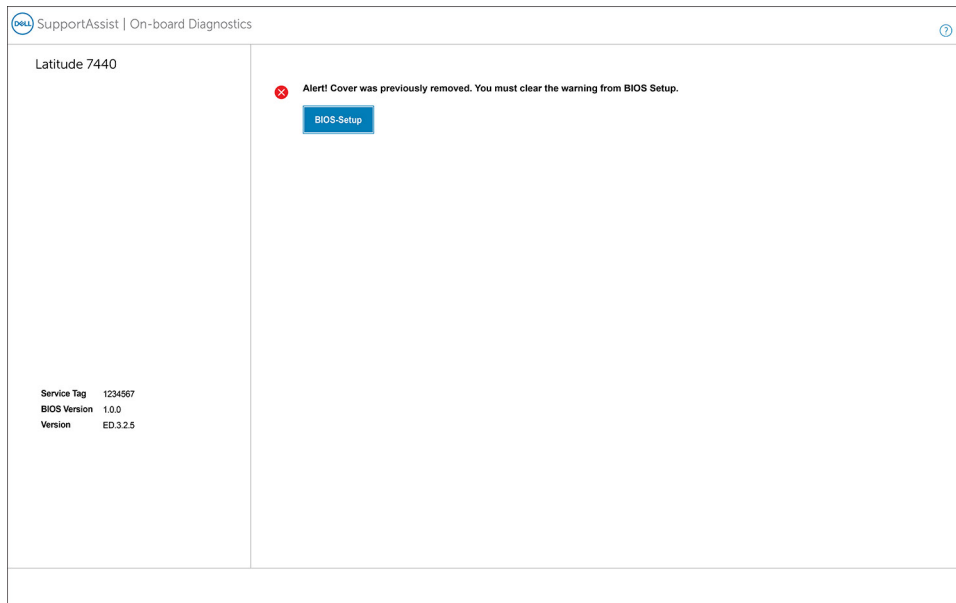 DELL SupportAssist | On-board Diagnostics
?
Latitude 7440
Alert! Cover was previously removed. You must clear the warning from BIOS Setup.
BIOS-Setup
Service Tag 1234567
BIOS Version 1.0.0
Version ED.3.2.5